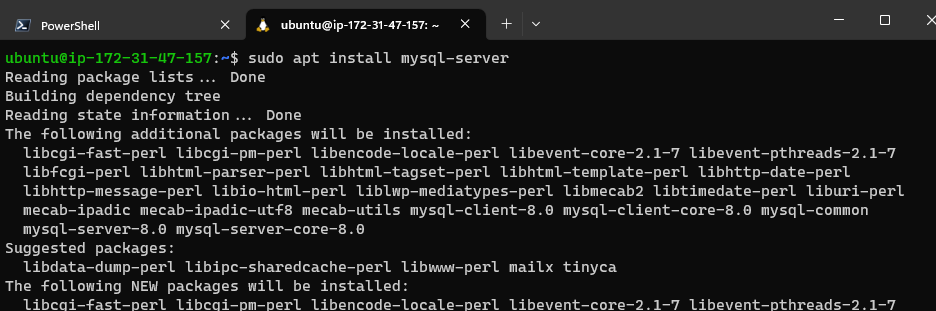 PowerShell
ubuntu@ip-172-31-47-157: ~
ubuntu@ip-172-31-47-157:~$ sudo apt install mysql-server
Reading package lists... Done
Building dependency tree
Reading state information... Done
The following additional packages will be installed:
  libcgi-fast-perl libcgi-pm-perl libencode-locale-perl libevent-core-2.1-7 libevent-pthreads-2.1-7
  libfcgi-perl libhtml-parser-perl libhtml-tagset-perl libhtml-template-perl libhttp-date-perl
  libhttp-message-perl libio-html-perl liblwp-mediatypes-perl libmecab2 libtimedate-perl liburi-perl
  mecab-ipadic mecab-ipadic-utf8 mecab-utils mysql-client-8.0 mysql-client-core-8.0 mysql-common
  mysql-server-8.0 mysql-server-core-8.0
Suggested packages:
  libdata-dump-perl libipc-sharedcache-perl libwww-perl mailx tinyca
The following NEW packages will be installed:
  libcgi-fast-perl libcgi-pm-perl libencode-locale-perl libevent-core-2.1-7 libevent-pthreads-2.1-7